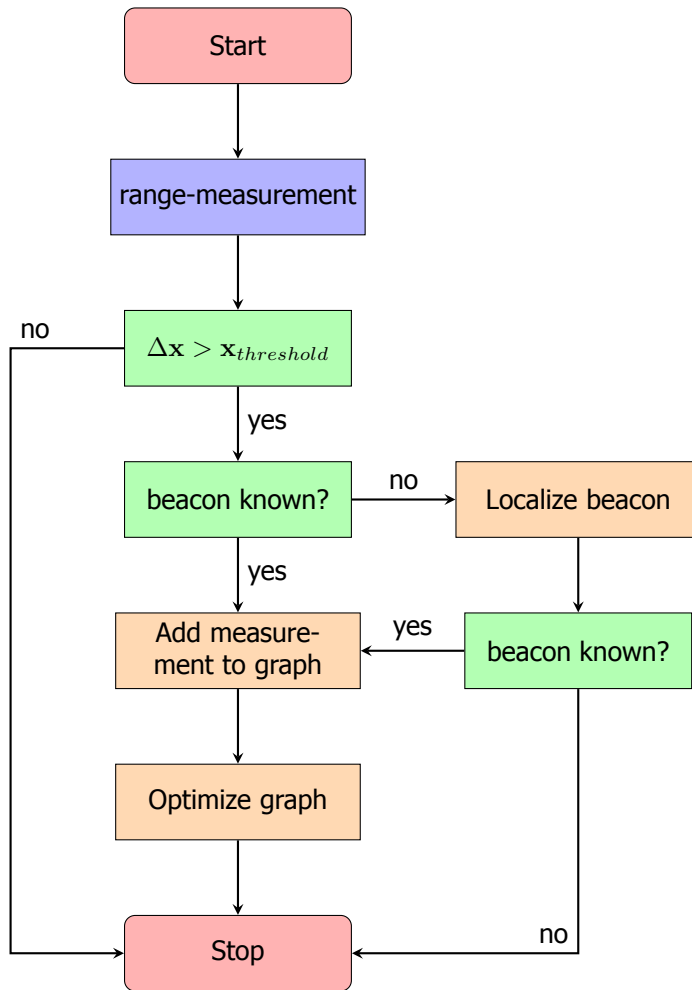 Start
range-measurement
no
Δx > x_threshold
yes
beacon known?
no
Localize beacon
yes
Add measure-
ment to graph
yes
beacon known?
Optimize graph
no
Stop